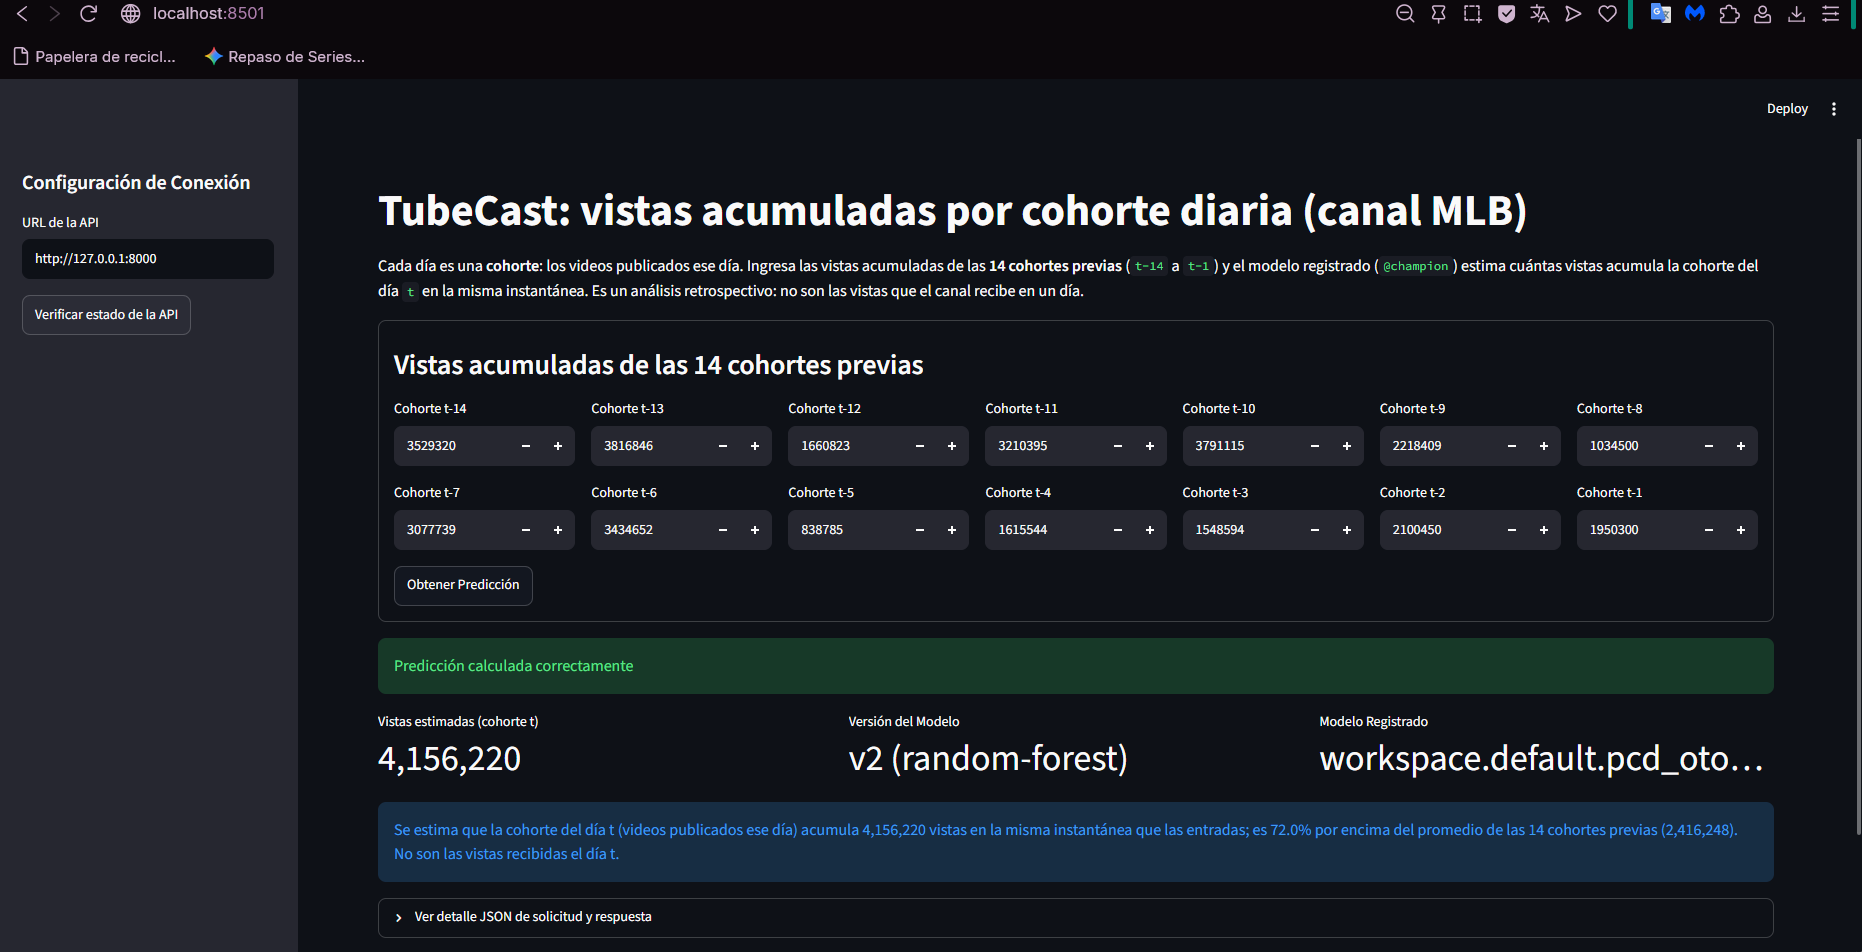 localhost:8501
Papelera de recicl...
Repaso de Series...
Deploy
Configuración de Conexión
URL de la API
http://127.0.0.1:8000
Verificar estado de la API
TubeCast: vistas acumuladas por cohorte diaria (canal MLB)
Cada día es una cohorte: los videos publicados ese día. Ingresa las vistas acumuladas de las 14 cohortes previas ( t-14 a t-1 ) y el modelo registrado ( @champion ) estima cuántas vistas acumula la cohorte del
día t en la misma instantánea. Es un análisis retrospectivo: no son las vistas que el canal recibe en un día.
Vistas acumuladas de las 14 cohortes previas
Cohorte t-14 Cohorte t-13 Cohorte t-12 Cohorte t-11 Cohorte t-10 Cohorte t-9 Cohorte t-8
3529320 − + 3816846 − + 1660823 − + 3210395 − + 3791115 − + 2218409 − + 1034500 − +
Cohorte t-7 Cohorte t-6 Cohorte t-5 Cohorte t-4 Cohorte t-3 Cohorte t-2 Cohorte t-1
3077739 − + 3434652 − + 838785 − + 1615544 − + 1548594 − + 2100450 − + 1950300 − +
Obtener Predicción
Predicción calculada correctamente
Vistas estimadas (cohorte t) Versión del Modelo Modelo Registrado
4,156,220 v2 (random-forest) workspace.default.pcd_oto...
Se estima que la cohorte del día t (videos publicados ese día) acumula 4,156,220 vistas en la misma instantánea que las entradas; es 72.0% por encima del promedio de las 14 cohortes previas (2,416,248).
No son las vistas recibidas el día t.
Ver detalle JSON de solicitud y respuesta